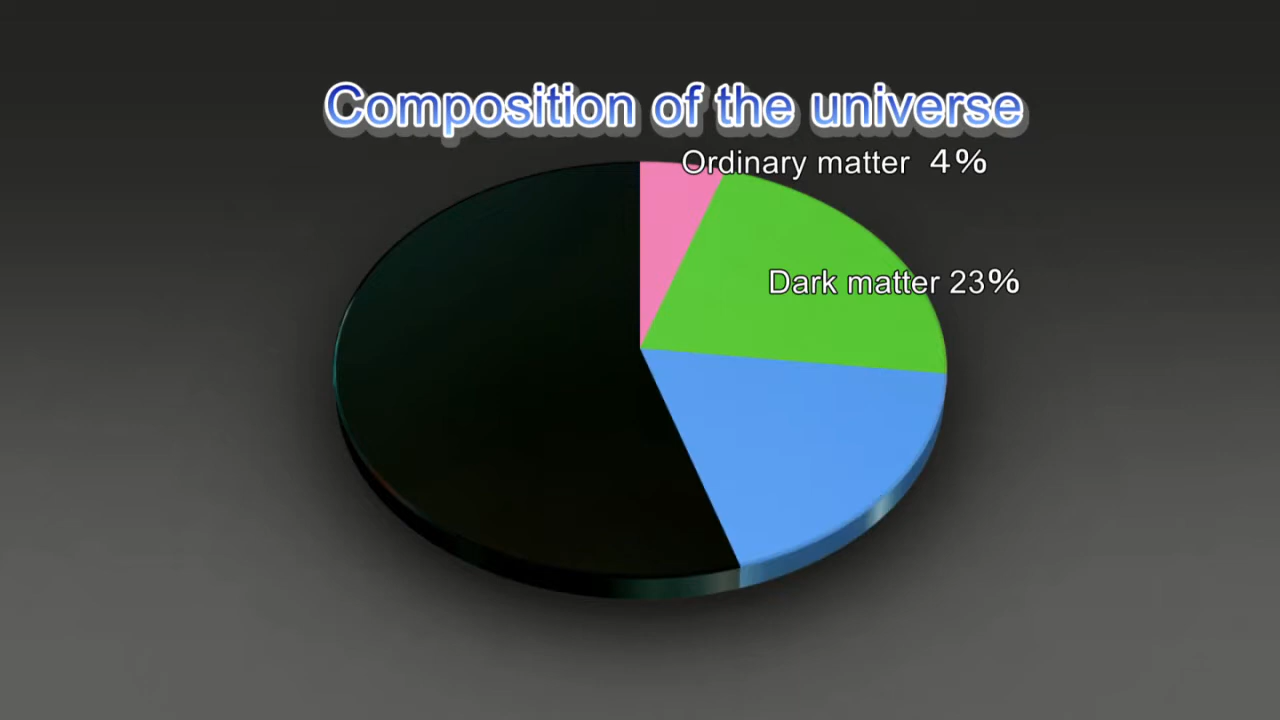 Composition of the universe
Ordinary matter 4%
Dark matter 23%